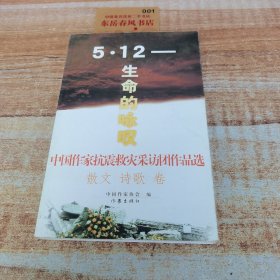 001
东岳春风书店
5·12—
生命的咏叹
中国作家抗震救灾采访团作品选
散文 诗歌 卷
中国作家协会 编
作家出版社